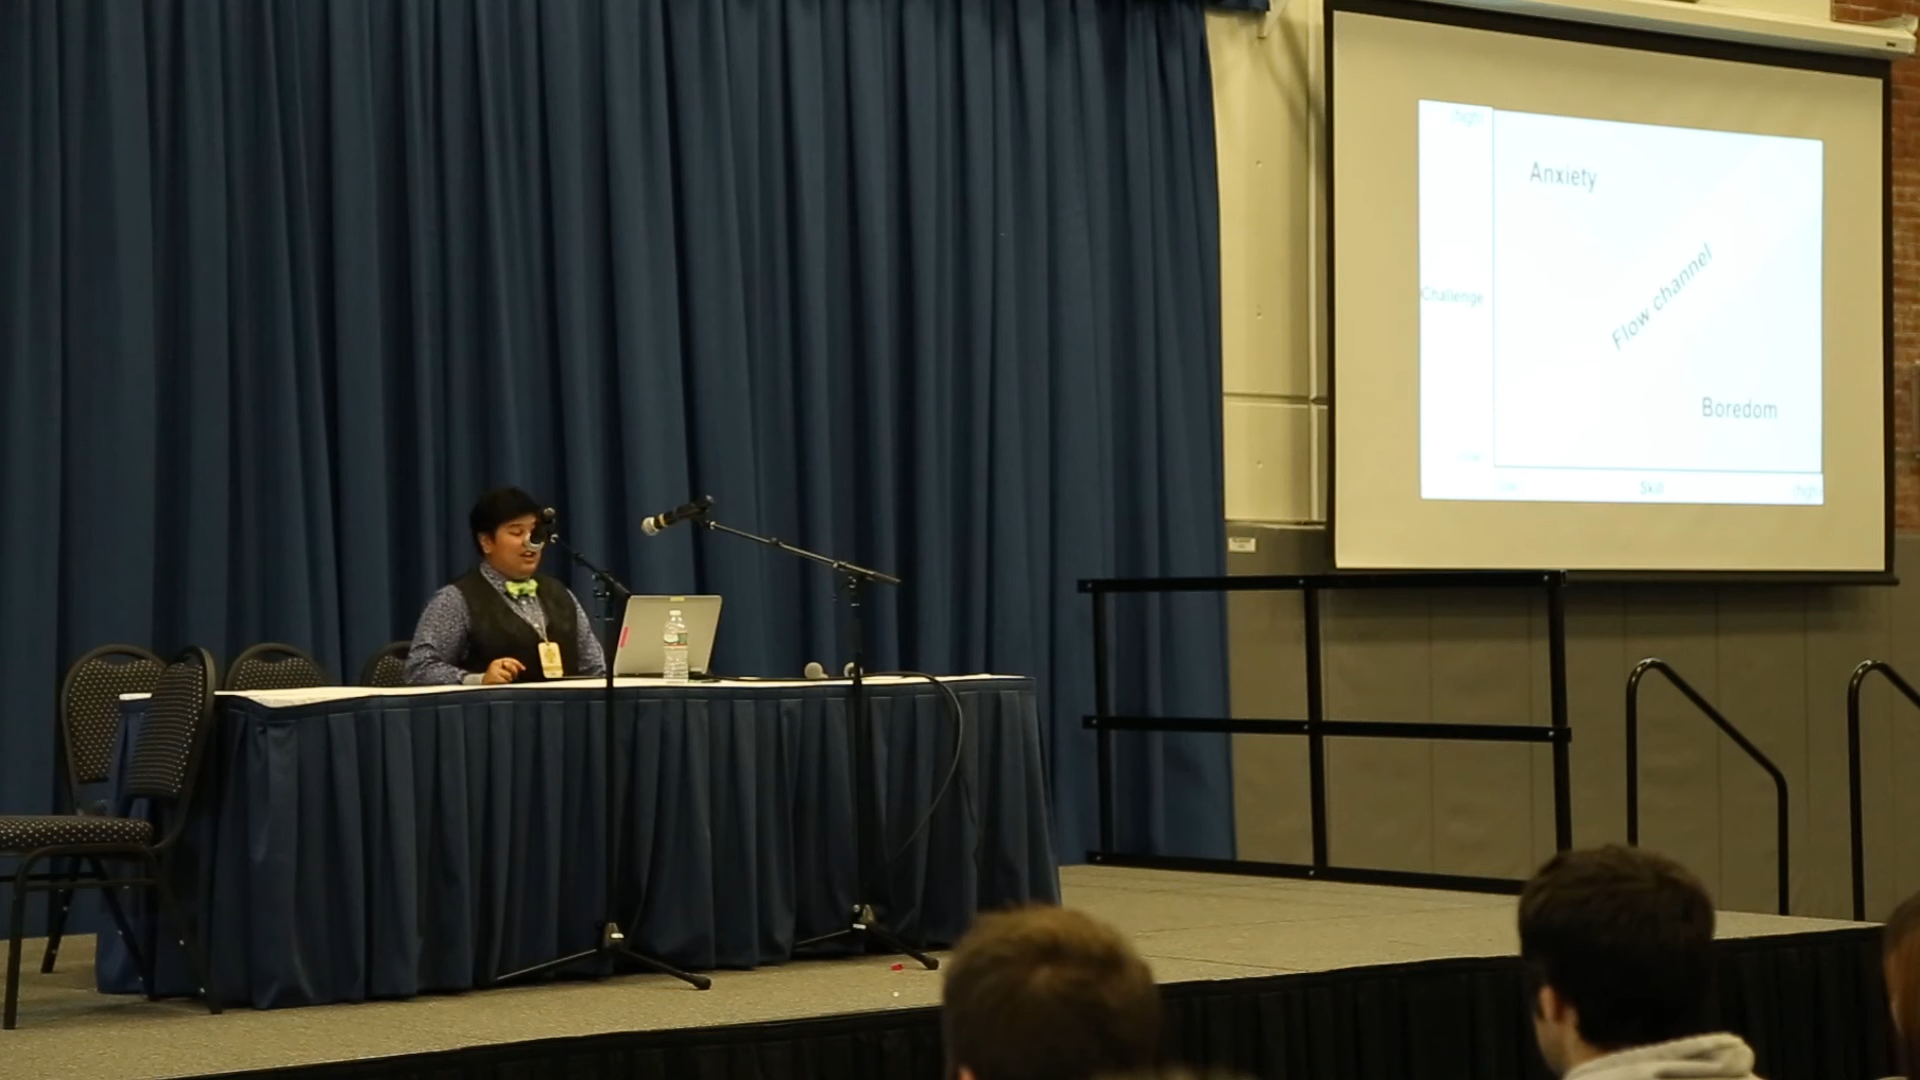 (high)
Anxiety
Challenge
Flow channel
Boredom
Skill
(high)